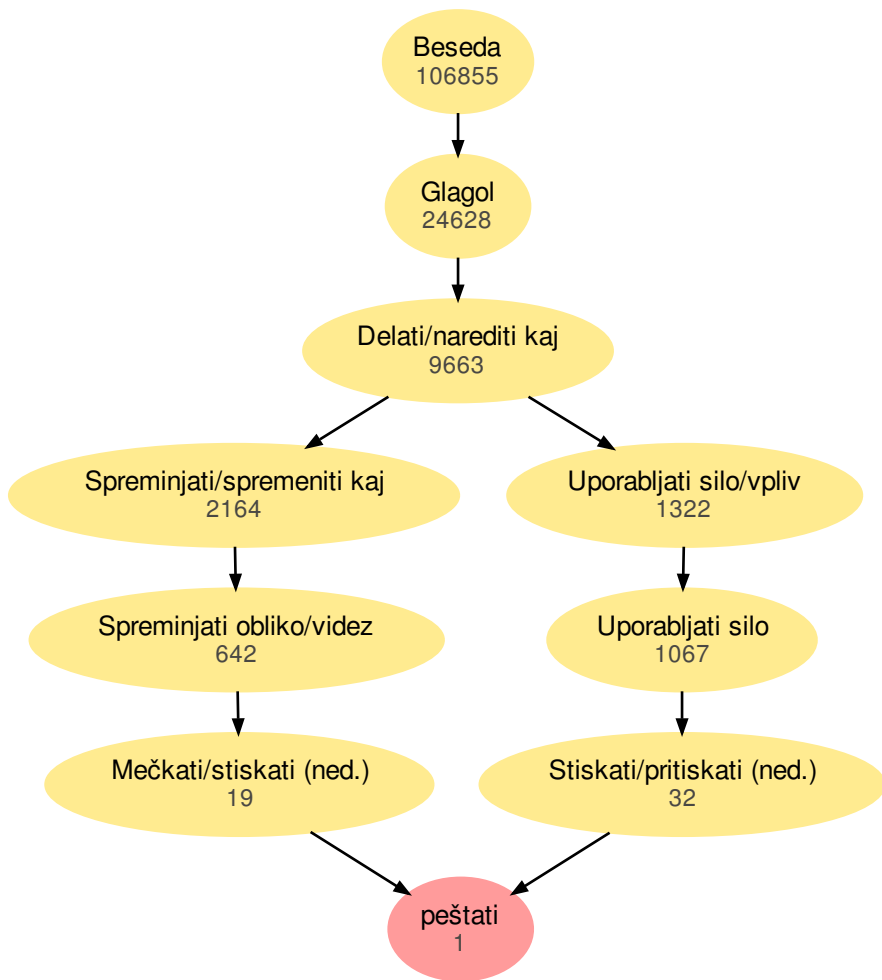 Beseda
106855
Glagol
24628
Delati/narediti kaj
9663
Spreminjati/spremeniti kaj
2164
Uporabljati silo/vpliv
1322
Spreminjati obliko/videz
642
Uporabljati silo
1067
Mečkati/stiskati (ned.)
19
Stiskati/pritiskati (ned.)
32
peštati
1